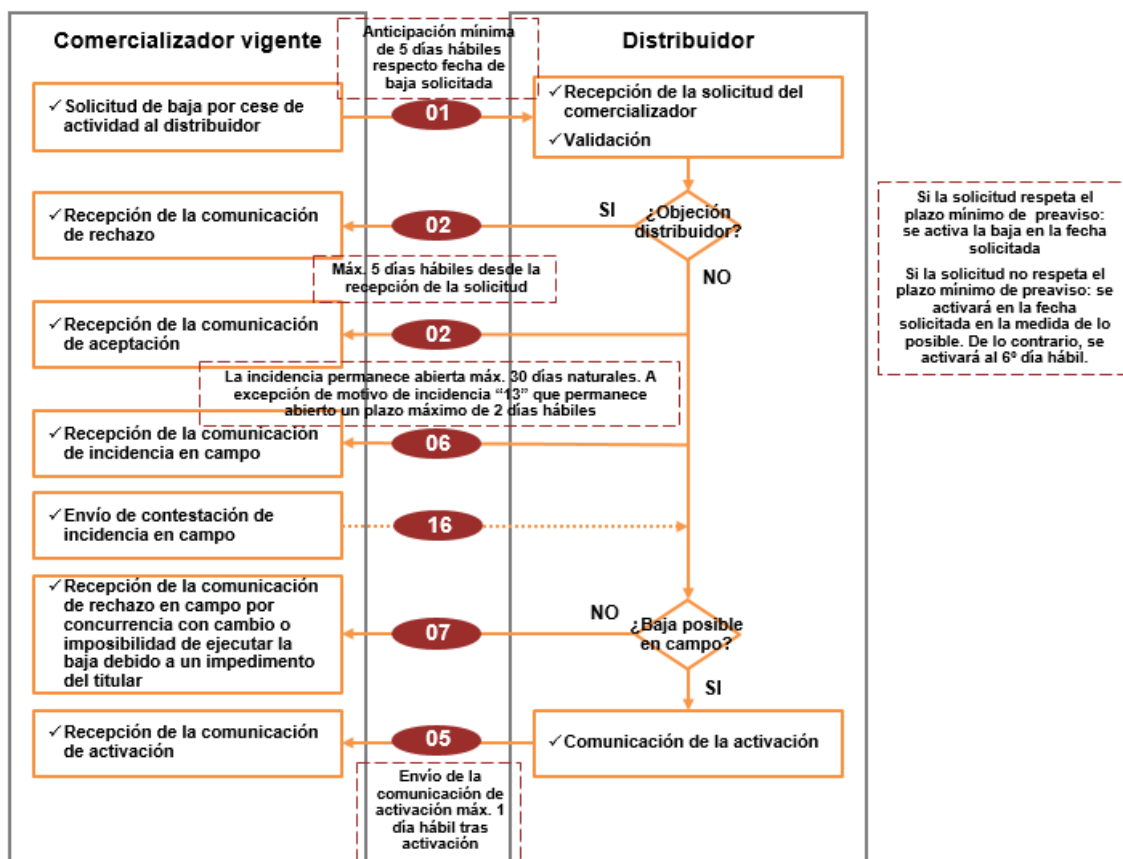 Comercializador vigente
Anticipación mínima
de 5 días hábiles
respecto fecha de
baja solicitada
Distribuidor
✓ Solicitud de baja por cese de
actividad al distribuidor
01
✓ Recepción de la solicitud del
comercializador
✓ Validación
✓ Recepción de la comunicación
de rechazo
02
SI
¿Objeción
distribuidor?
NO
Si la solicitud respeta el
plazo mínimo de preaviso:
se activa la baja en la fecha
solicitada
Si la solicitud no respeta el
plazo mínimo de preaviso: se
activará en la fecha
solicitada en la medida de lo
posible. De lo contrario, se
activará al 6º día hábil.
Máx. 5 días hábiles desde la
recepción de la solicitud
✓ Recepción de la comunicación
de aceptación
02
La incidencia permanece abierta máx. 30 días naturales. A
excepción de motivo de incidencia “13” que permanece
abierto un plazo máximo de 2 días hábiles
✓ Recepción de la comunicación
de incidencia en campo
06
✓ Envío de contestación de
incidencia en campo
16
✓ Recepción de la comunicación
de rechazo en campo por
concurrencia con cambio o
imposibilidad de ejecutar la
baja debido a un impedimento
del titular
07
NO
¿Baja posible
en campo?
SI
✓ Recepción de la comunicación
de activación
05
✓ Comunicación de la activación
Envío de la
comunicación de
activación máx. 1
día hábil tras
activación